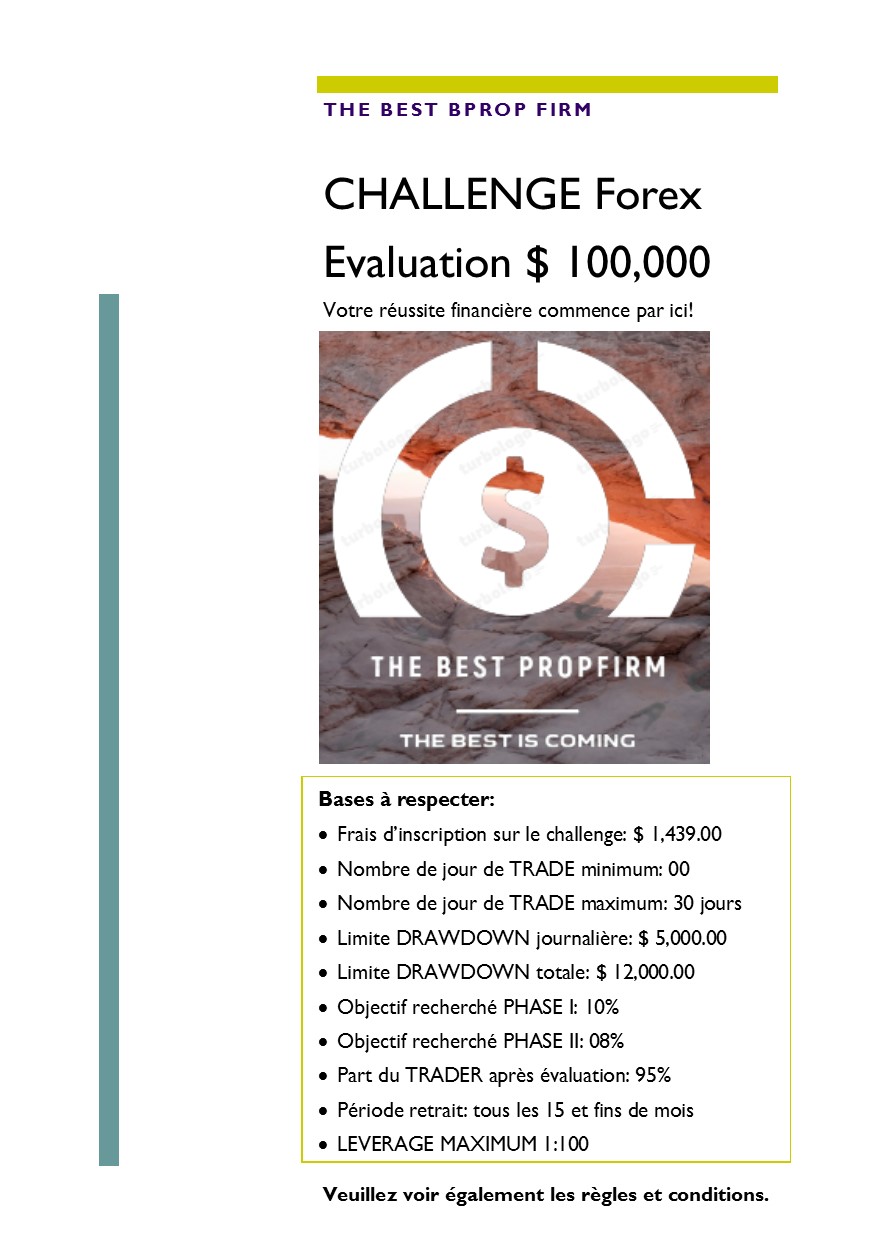 THE BEST BPROP FIRM
CHALLENGE Forex
Evaluation $ 100,000
Votre réussite financière commence par ici!
turbologo
THE BEST PROPFIRM
THE BEST IS COMING
Bases à respecter:
• Frais d’inscription sur le challenge: $ 1,439.00
• Nombre de jour de TRADE minimum: 00
• Nombre de jour de TRADE maximum: 30 jours
• Limite DRAWDOWN journalière: $ 5,000.00
• Limite DRAWDOWN totale: $ 12,000.00
• Objectif recherché PHASE I: 10%
• Objectif recherché PHASE II: 08%
• Part du TRADER après évaluation: 95%
• Période retrait: tous les 15 et fins de mois
• LEVERAGE MAXIMUM 1:100
Veuillez voir également les règles et conditions.